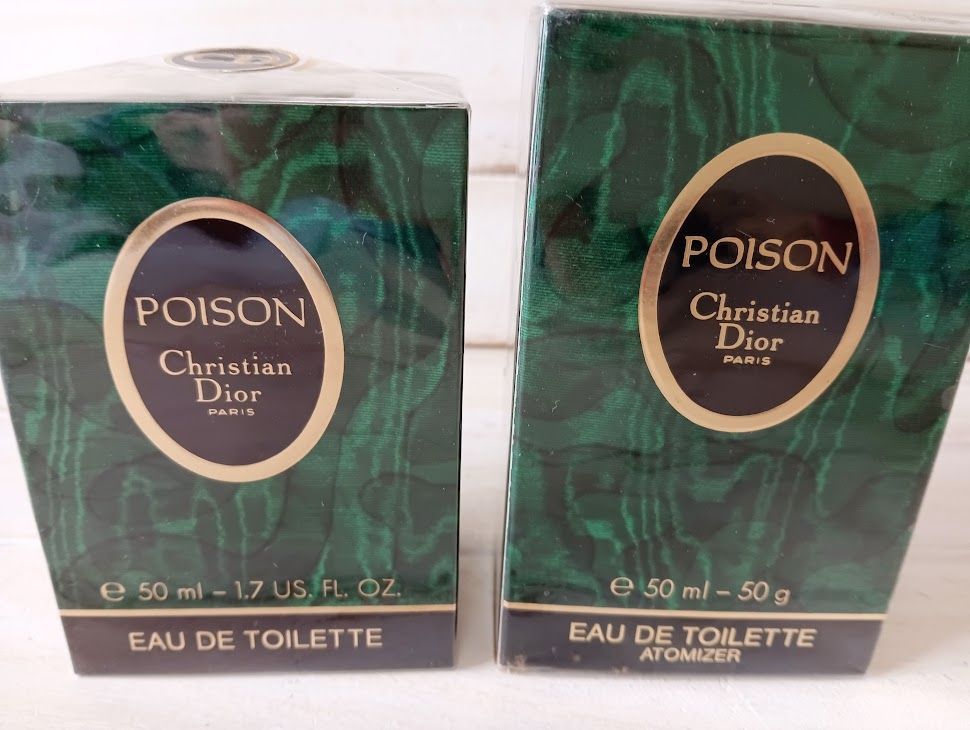 POISON
Christian
Dior
PARIS
℮ 50 ml – 1.7 US. FL. OZ.
EAU DE TOILETTE
POISON
Christian
Dior
PARIS
℮ 50 ml – 50 g
EAU DE TOILETTE
ATOMIZER